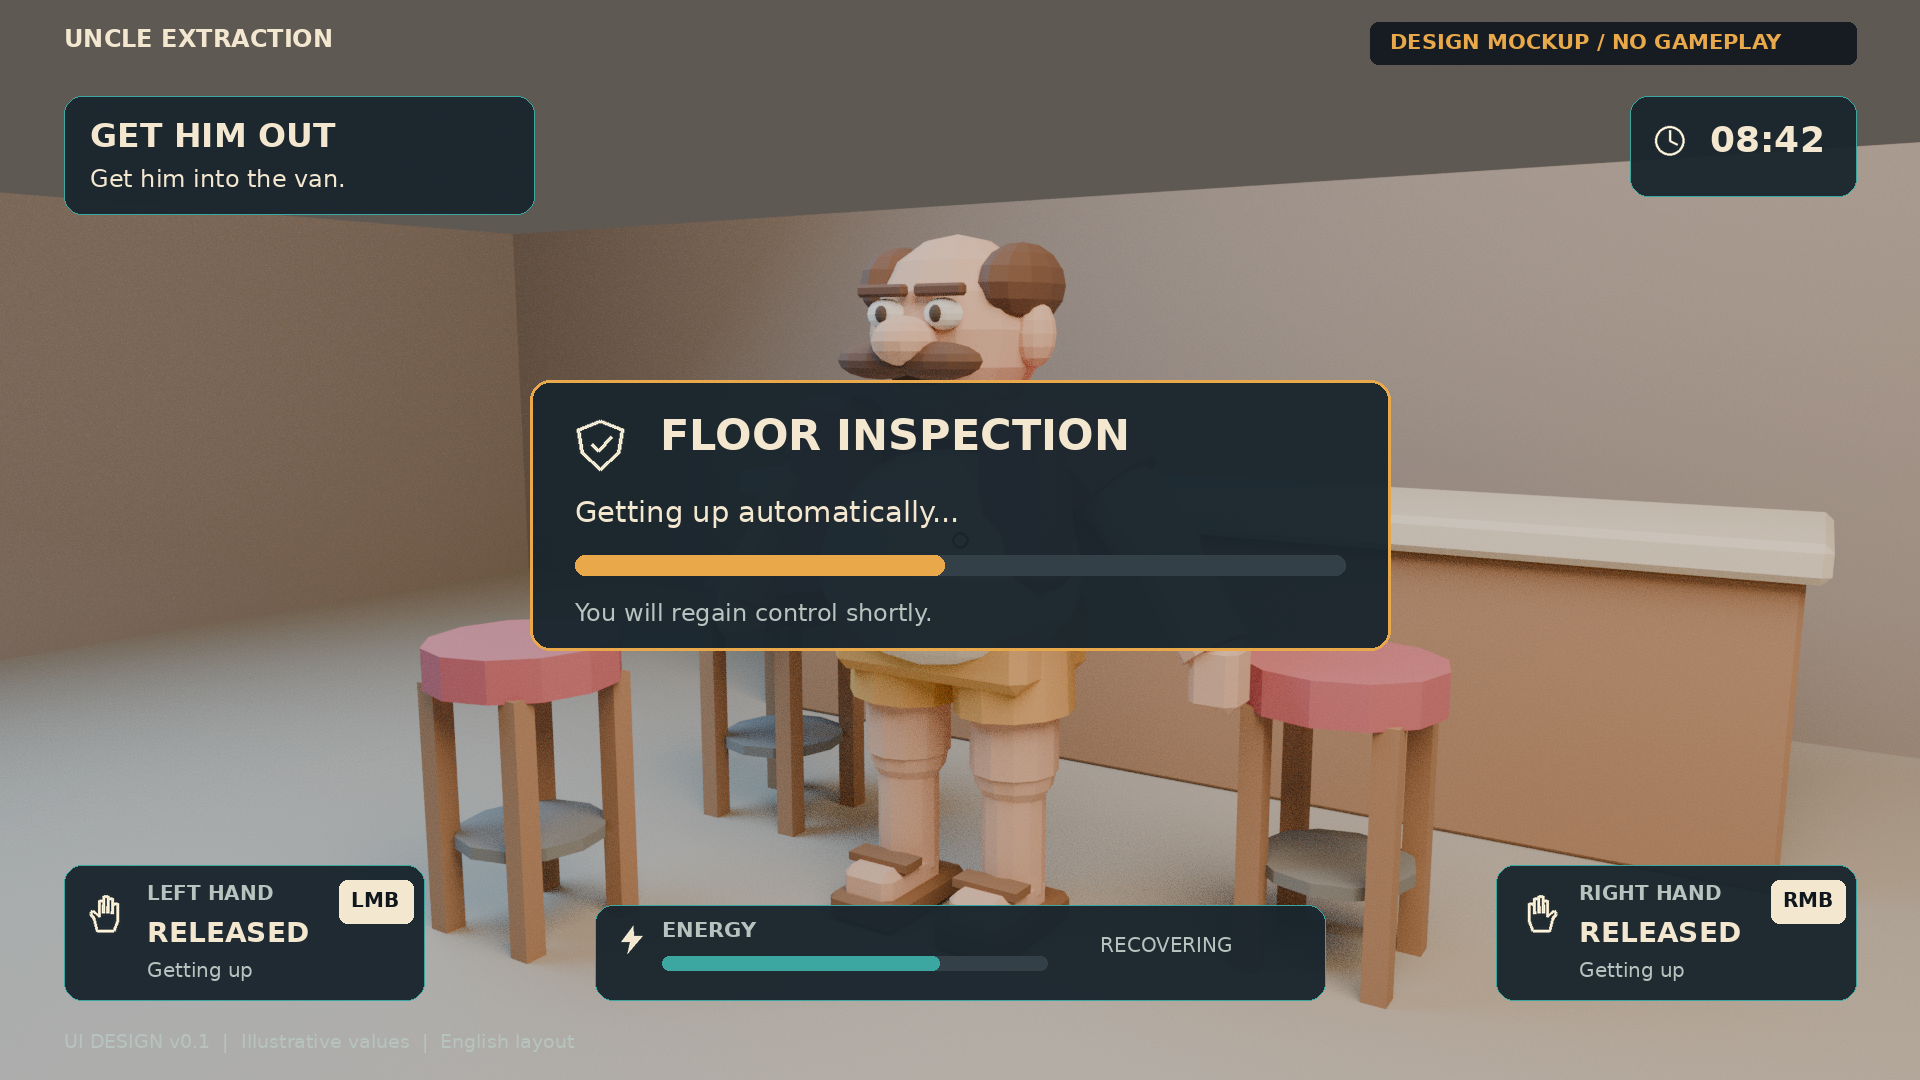 UNCLE EXTRACTION
DESIGN MOCKUP / NO GAMEPLAY
GET HIM OUT
Get him into the van.
08:42
FLOOR INSPECTION
Getting up automatically...
You will regain control shortly.
LEFT HAND
LMB
RELEASED
Getting up
ENERGY
RECOVERING
RIGHT HAND
RMB
RELEASED
Getting up
UI DESIGN v0.1 | Illustrative values | English layout